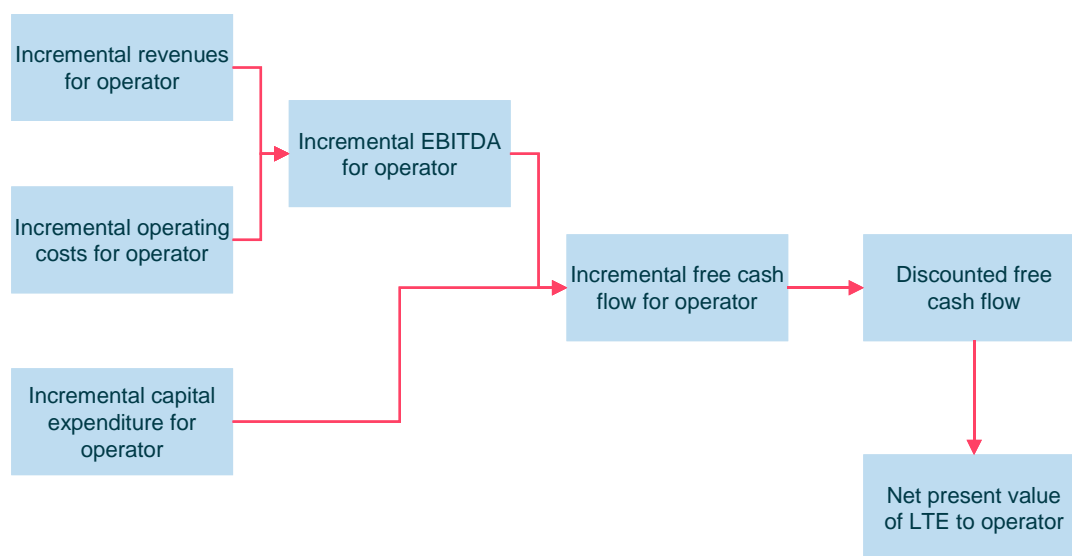 Incremental revenues
for operator
Incremental EBITDA
for operator
Incremental operating
costs for operator
Incremental free cash
flow for operator
Discounted free
cash flow
Incremental capital
expenditure for
operator
Net present value
of LTE to operator